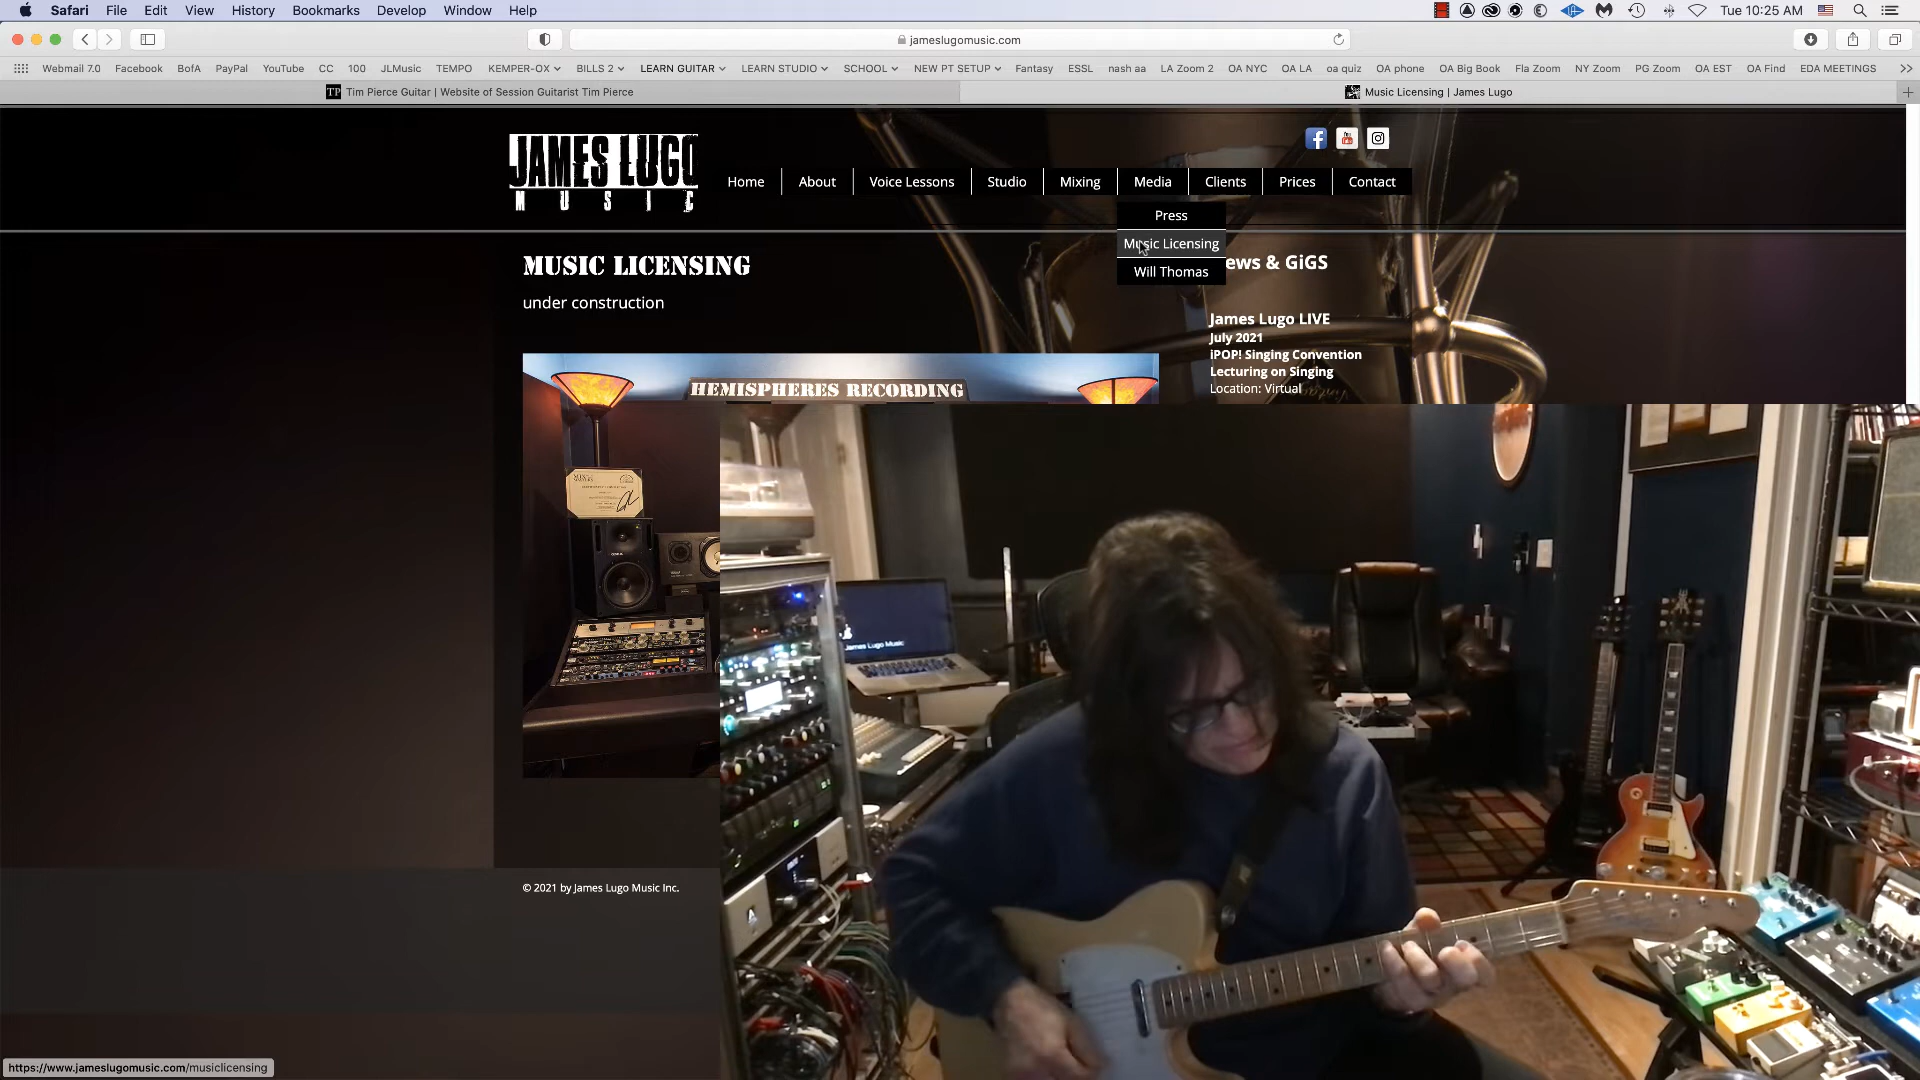 Safari File Edit View History Bookmarks Develop Window Help
Tue 10:25 AM
jameslugomusic.com
Webmail 7.0 Facebook BofA PayPal YouTube CC 100 JLMusic TEMPO KEMPER-OX BILLS 2 LEARN GUITAR LEARN STUDIO SCHOOL NEW PT SETUP Fantasy ESSL nash aa LA Zoom 2 OA NYC OA LA oa quiz OA phone OA Big Book Fla Zoom NY Zoom PG Zoom OA EST OA Find EDA MEETINGS
TP Tim Pierce Guitar | Website of Session Guitarist Tim Pierce
Music Licensing | James Lugo
JAMES LUGO
MUSIC
Home About Voice Lessons Studio Mixing Media Clients Prices Contact
Press
Music Licensing
Will Thomas
MUSIC LICENSING
under construction
ews & GiGS
James Lugo LIVE
July 2021
iPOP! Singing Convention
Lecturing on Singing
Location: Virtual
HEMISPHERES RECORDING
James Lugo Music
© 2021 by James Lugo Music Inc.
https://www.jameslugomusic.com/musiclicensing